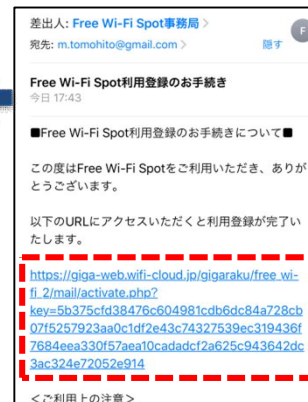 差出人: Free Wi-Fi Spot事務局 >
F
宛先: m.tomohito@gmail.com >
隠す
Free Wi-Fi Spot利用登録のお手続き
今日 17:43
■Free Wi-Fi Spot利用登録のお手続きについて■
この度はFree Wi-Fi Spotをご利用いただき、ありが
とうございます。
以下のURLにアクセスいただくと利用登録が完了い
たします。
https://giga-web.wifi-cloud.jp/gigaraku/free_wi-
fi_2/mail/activate.php?
key=5b375cfd38476c604981cdb6dc84a728cb
07f5257923aa0c1df2e43c74327539ec319436f
7684eea330f57aea10cadadcf2a625c943642dc
3ac324e72052e914
＜ご利用上の注意＞